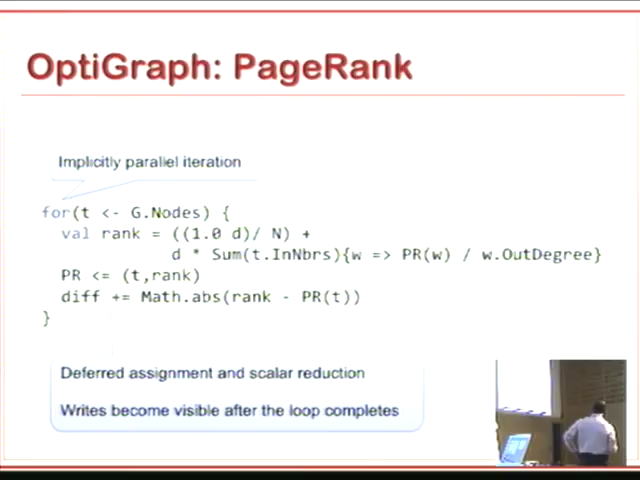 OptiGraph: PageRank
Implicitly parallel iteration
for(t <- G.Nodes) {
val rank = ((1.0 d)/ N) +
d * Sum(t.InNbrs){w => PR(w) / w.OutDegree}
PR <= (t,rank)
diff += Math.abs(rank - PR(t))
}
Deferred assignment and scalar reduction
Writes become visible after the loop completes